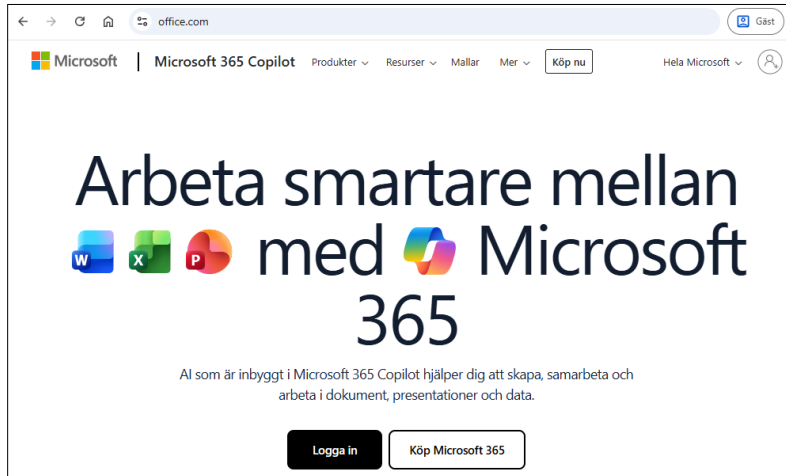 office.com
Gäst
Microsoft | Microsoft 365 Copilot Produkter Resurser Mallar Mer Köp nu Hela Microsoft
Arbeta smartare mellan
W X P med Microsoft
365
AI som är inbyggt i Microsoft 365 Copilot hjälper dig att skapa, samarbeta och
arbeta i dokument, presentationer och data.
Logga in Köp Microsoft 365